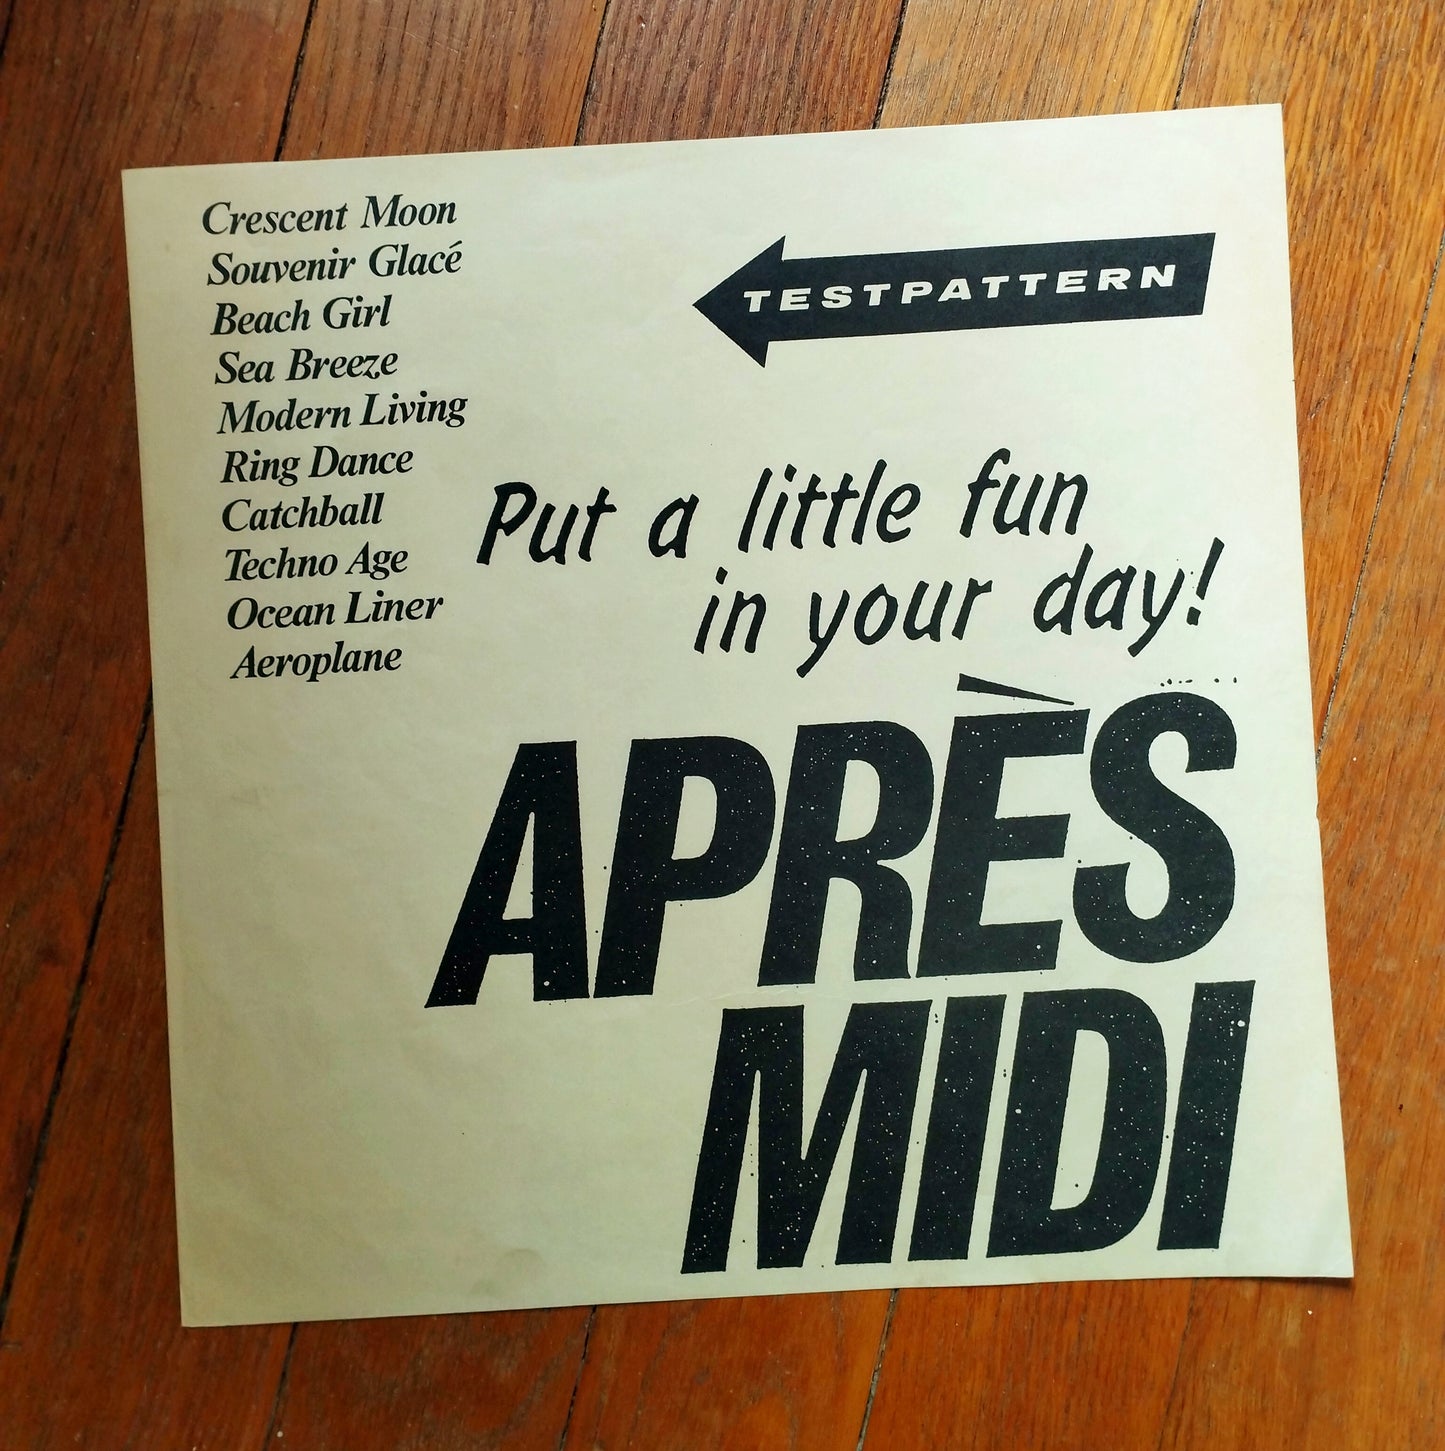 Crescent Moon
Souvenir Glacé
Beach Girl
Sea Breeze
Modern Living
Ring Dance
Catchball
Techno Age
Ocean Liner
Aeroplane
TESTPATTERN
Put a little fun
in your day!
APRÈS
MIDI